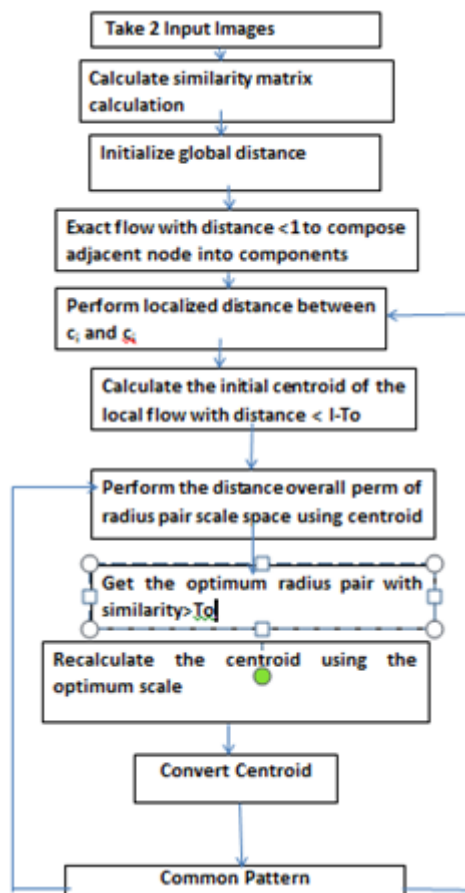 Take 2 Input Images
Calculate similarity matrix
calculation
Initialize global distance
Exact flow with distance <1 to compose
adjacent node into components
Perform localized distance between
cᵢ and cⱼ
Calculate the initial centroid of the
local flow with distance < I-To
Perform the distance overall perm of
radius pair scale space using centroid
Get the optimum radius pair with
similarity>To
Recalculate the centroid using the
optimum scale
Convert Centroid
Common Pattern